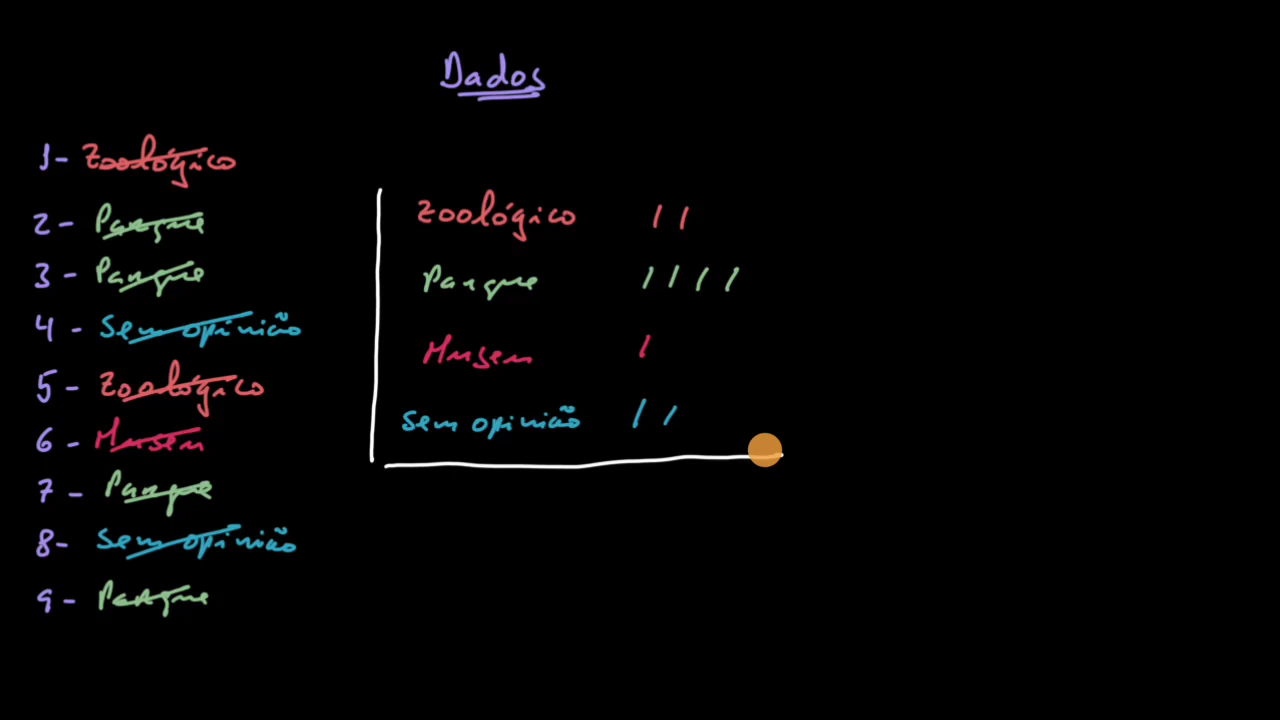 Dados
1- Zoológico
2- Parque
3- Parque
4- Sem opinião
5- Zoológico
6- Museu
7- Parque
8- Sem opinião
9- Parque
Zoológico / /
Parque / / / /
Museu /
Sem opinião / /